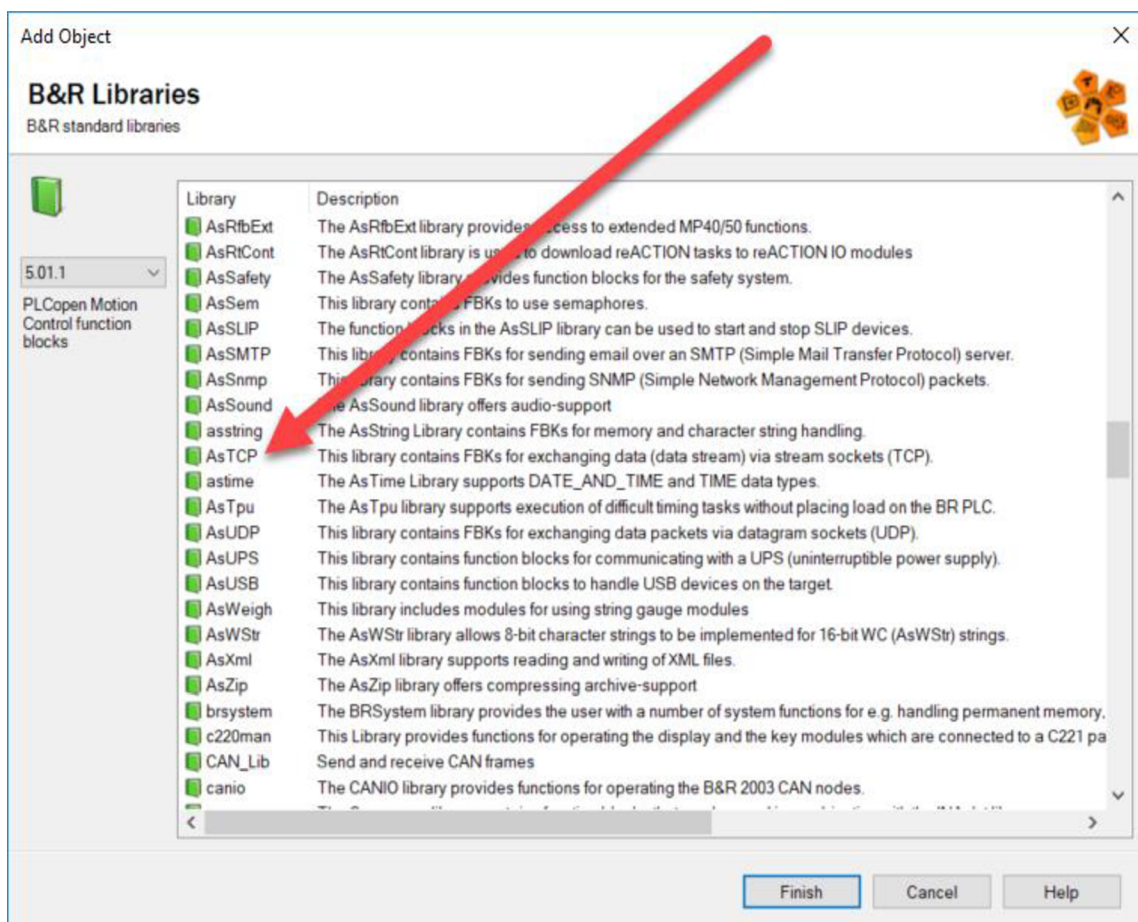 Add Object
B&R Libraries
B&R standard libraries
5.01.1
PLCopen Motion
Control function
blocks
Library Description
AsRfbExt The AsRfbExt library provides access to extended MP40/50 functions.
AsRtCont The AsRtCont library is used to download reACTION tasks to reACTION IO modules
AsSafety The AsSafety library provides function blocks for the safety system.
AsSem This library contains FBKs to use semaphores.
AsSLIP The function blocks in the AsSLIP library can be used to start and stop SLIP devices.
AsSMTP This library contains FBKs for sending email over an SMTP (Simple Mail Transfer Protocol) server.
AsSnmp This library contains FBKs for sending SNMP (Simple Network Management Protocol) packets.
AsSound The AsSound library offers audio-support
asstring The AsString Library contains FBKs for memory and character string handling.
AsTCP This library contains FBKs for exchanging data (data stream) via stream sockets (TCP).
astime The AsTime Library supports DATE_AND_TIME and TIME data types.
AsTpu The AsTpu library supports execution of difficult timing tasks without placing load on the BR PLC.
AsUDP This library contains FBKs for exchanging data packets via datagram sockets (UDP).
AsUPS This library contains function blocks for communicating with a UPS (uninterruptible power supply).
AsUSB This library contains function blocks to handle USB devices on the target.
AsWeigh This library includes modules for using string gauge modules
AsWStr The AsWStr library allows 8-bit character strings to be implemented for 16-bit WC (AsWStr) strings.
AsXml The AsXml library supports reading and writing of XML files.
AsZip The AsZip library offers compressing archive-support
brsystem The BRSystem library provides the user with a number of system functions for e.g. handling permanent memory,
c220man This Library provides functions for operating the display and the key modules which are connected to a C221 pa
CAN_Lib Send and receive CAN frames
canio The CANIO library provides functions for operating the B&R 2003 CAN nodes.
Finish Cancel Help